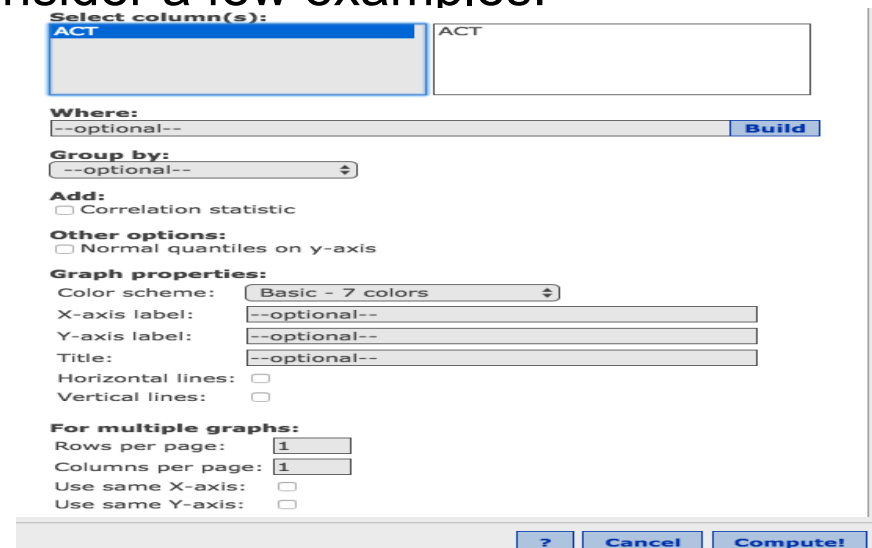 nsider a few examples.
Select column(s):
ACT ACT
Where:
--optional-- Build
Group by:
--optional--
Add:
Correlation statistic
Other options:
Normal quantiles on y-axis
Graph properties:
Color scheme: Basic - 7 colors
X-axis label: --optional--
Y-axis label: --optional--
Title: --optional--
Horizontal lines:
Vertical lines:
For multiple graphs:
Rows per page: 1
Columns per page: 1
Use same X-axis:
Use same Y-axis:
? Cancel Compute!